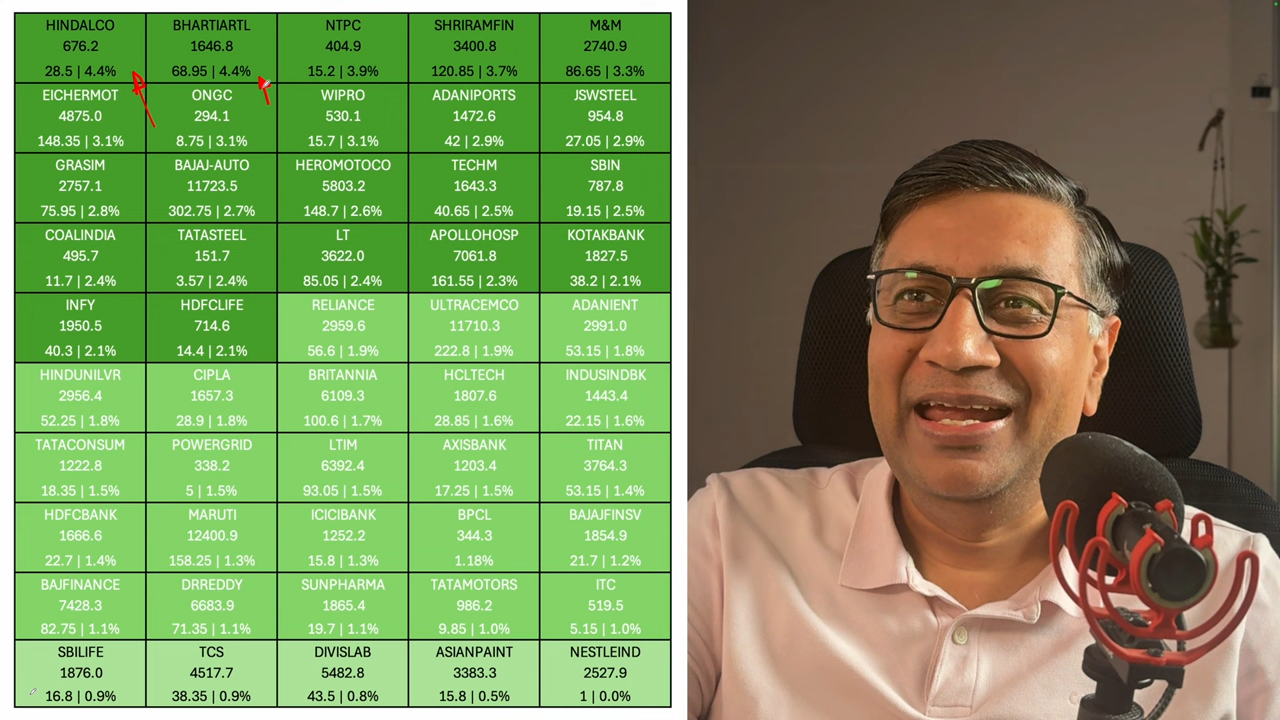 HINDALCO BHARTIARTL NTPC SHRIRAMFIN M&M
676.2 1646.8 404.9 3400.8 2740.9
28.5 | 4.4% 68.95 | 4.4% 15.2 | 3.9% 120.85 | 3.7% 86.65 | 3.3%
EICHERMOT ONGC WIPRO ADANIPORTS JSWSTEEL
4875.0 294.1 530.1 1472.6 954.8
148.35 | 3.1% 8.75 | 3.1% 15.7 | 3.1% 42 | 2.9% 27.05 | 2.9%
GRASIM BAJAJ-AUTO HEROMOTOCO TECHM SBIN
2757.1 11723.5 5803.2 1643.3 787.8
75.95 | 2.8% 302.75 | 2.7% 148.7 | 2.6% 40.65 | 2.5% 19.15 | 2.5%
COALINDIA TATASTEEL LT APOLLOHOSP KOTAKBANK
495.7 151.7 3622.0 7061.8 1827.5
11.7 | 2.4% 3.57 | 2.4% 85.05 | 2.4% 161.55 | 2.3% 38.2 | 2.1%
INFY HDFCLIFE RELIANCE ULTRACEMCO ADANIENT
1950.5 714.6 2959.6 11710.3 2991.0
40.3 | 2.1% 14.4 | 2.1% 56.6 | 1.9% 222.8 | 1.9% 53.15 | 1.8%
HINDUNILVR CIPLA BRITANNIA HCLTECH INDUSINDBK
2956.4 1657.3 6109.3 1807.6 1443.4
52.25 | 1.8% 28.9 | 1.8% 100.6 | 1.7% 28.85 | 1.6% 22.15 | 1.6%
TATACONSUM POWERGRID LTIM AXISBANK TITAN
1222.8 338.2 6392.4 1203.4 3764.3
18.35 | 1.5% 5 | 1.5% 93.05 | 1.5% 17.25 | 1.5% 53.15 | 1.4%
HDFCBANK MARUTI ICICIBANK BPCL BAJAJFINSV
1666.6 12400.9 1252.2 344.3 1854.9
22.7 | 1.4% 158.25 | 1.3% 15.8 | 1.3% 1.18% 21.7 | 1.2%
BAJFINANCE DRREDDY SUNPHARMA TATAMOTORS ITC
7428.3 6683.9 1865.4 986.2 519.5
82.75 | 1.1% 71.35 | 1.1% 19.7 | 1.1% 9.85 | 1.0% 5.15 | 1.0%
SBILIFE TCS DIVISLAB ASIANPAINT NESTLEIND
1876.0 4517.7 5482.8 3383.3 2527.9
16.8 | 0.9% 38.35 | 0.9% 43.5 | 0.8% 15.8 | 0.5% 1 | 0.0%